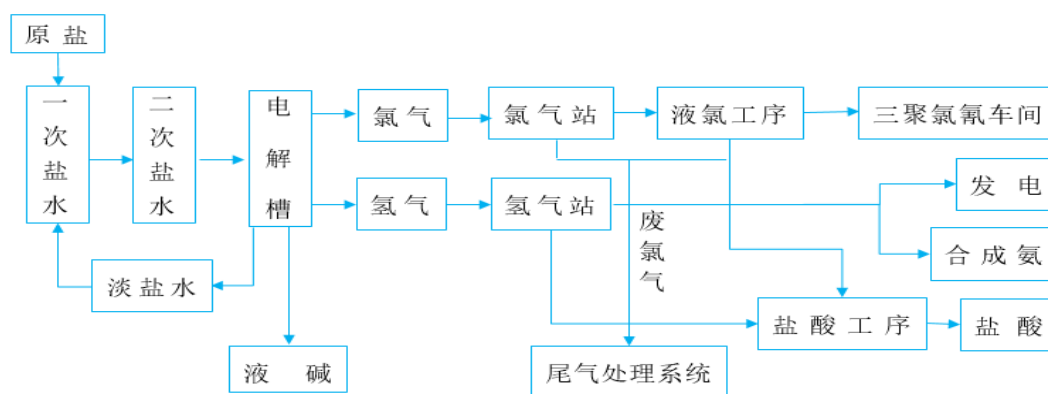 原盐
一次盐水
二次盐水
电解槽
氯气
氯气站
液氯工序
三聚氯氰车间
氢气
氢气站
废氯气
发电
合成氨
淡盐水
盐酸工序
盐酸
液碱
尾气处理系统